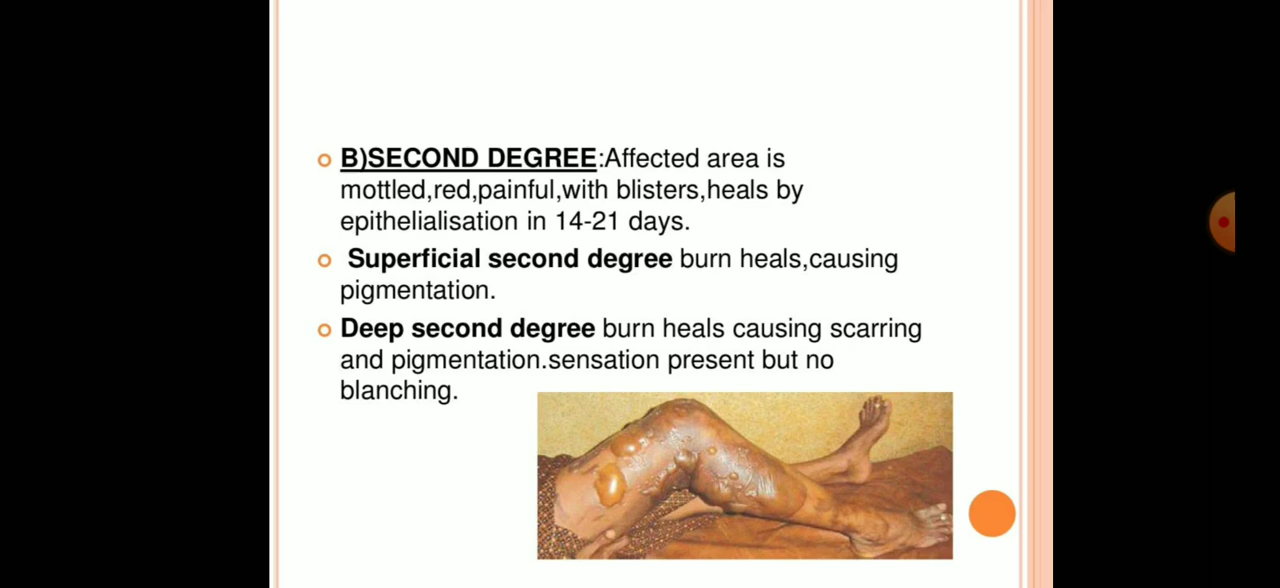 B)SECOND DEGREE:Affected area is
mottled,red,painful,with blisters,heals by
epithelialisation in 14-21 days.
Superficial second degree burn heals,causing
pigmentation.
Deep second degree burn heals causing scarring
and pigmentation.sensation present but no
blanching.